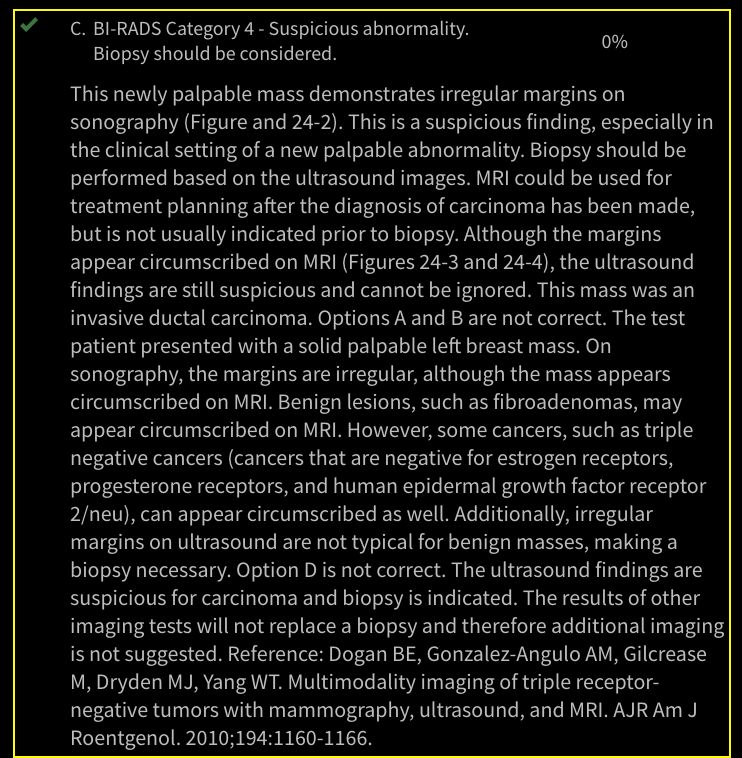 C. BI-RADS Category 4 - Suspicious abnormality.
Biopsy should be considered.
0%
This newly palpable mass demonstrates irregular margins on
sonography (Figure and 24-2). This is a suspicious finding, especially in
the clinical setting of a new palpable abnormality. Biopsy should be
performed based on the ultrasound images. MRI could be used for
treatment planning after the diagnosis of carcinoma has been made,
but is not usually indicated prior to biopsy. Although the margins
appear circumscribed on MRI (Figures 24-3 and 24-4), the ultrasound
findings are still suspicious and cannot be ignored. This mass was an
invasive ductal carcinoma. Options A and B are not correct. The test
patient presented with a solid palpable left breast mass. On
sonography, the margins are irregular, although the mass appears
circumscribed on MRI. Benign lesions, such as fibroadenomas, may
appear circumscribed on MRI. However, some cancers, such as triple
negative cancers (cancers that are negative for estrogen receptors,
progesterone receptors, and human epidermal growth factor receptor
2/neu), can appear circumscribed as well. Additionally, irregular
margins on ultrasound are not typical for benign masses, making a
biopsy necessary. Option D is not correct. The ultrasound findings are
suspicious for carcinoma and biopsy is indicated. The results of other
imaging tests will not replace a biopsy and therefore additional imaging
is not suggested. Reference: Dogan BE, Gonzalez-Angulo AM, Gilcrease
M, Dryden MJ, Yang WT. Multimodality imaging of triple receptor-
negative tumors with mammography, ultrasound, and MRI. AJR Am J
Roentgenol. 2010;194:1160-1166.